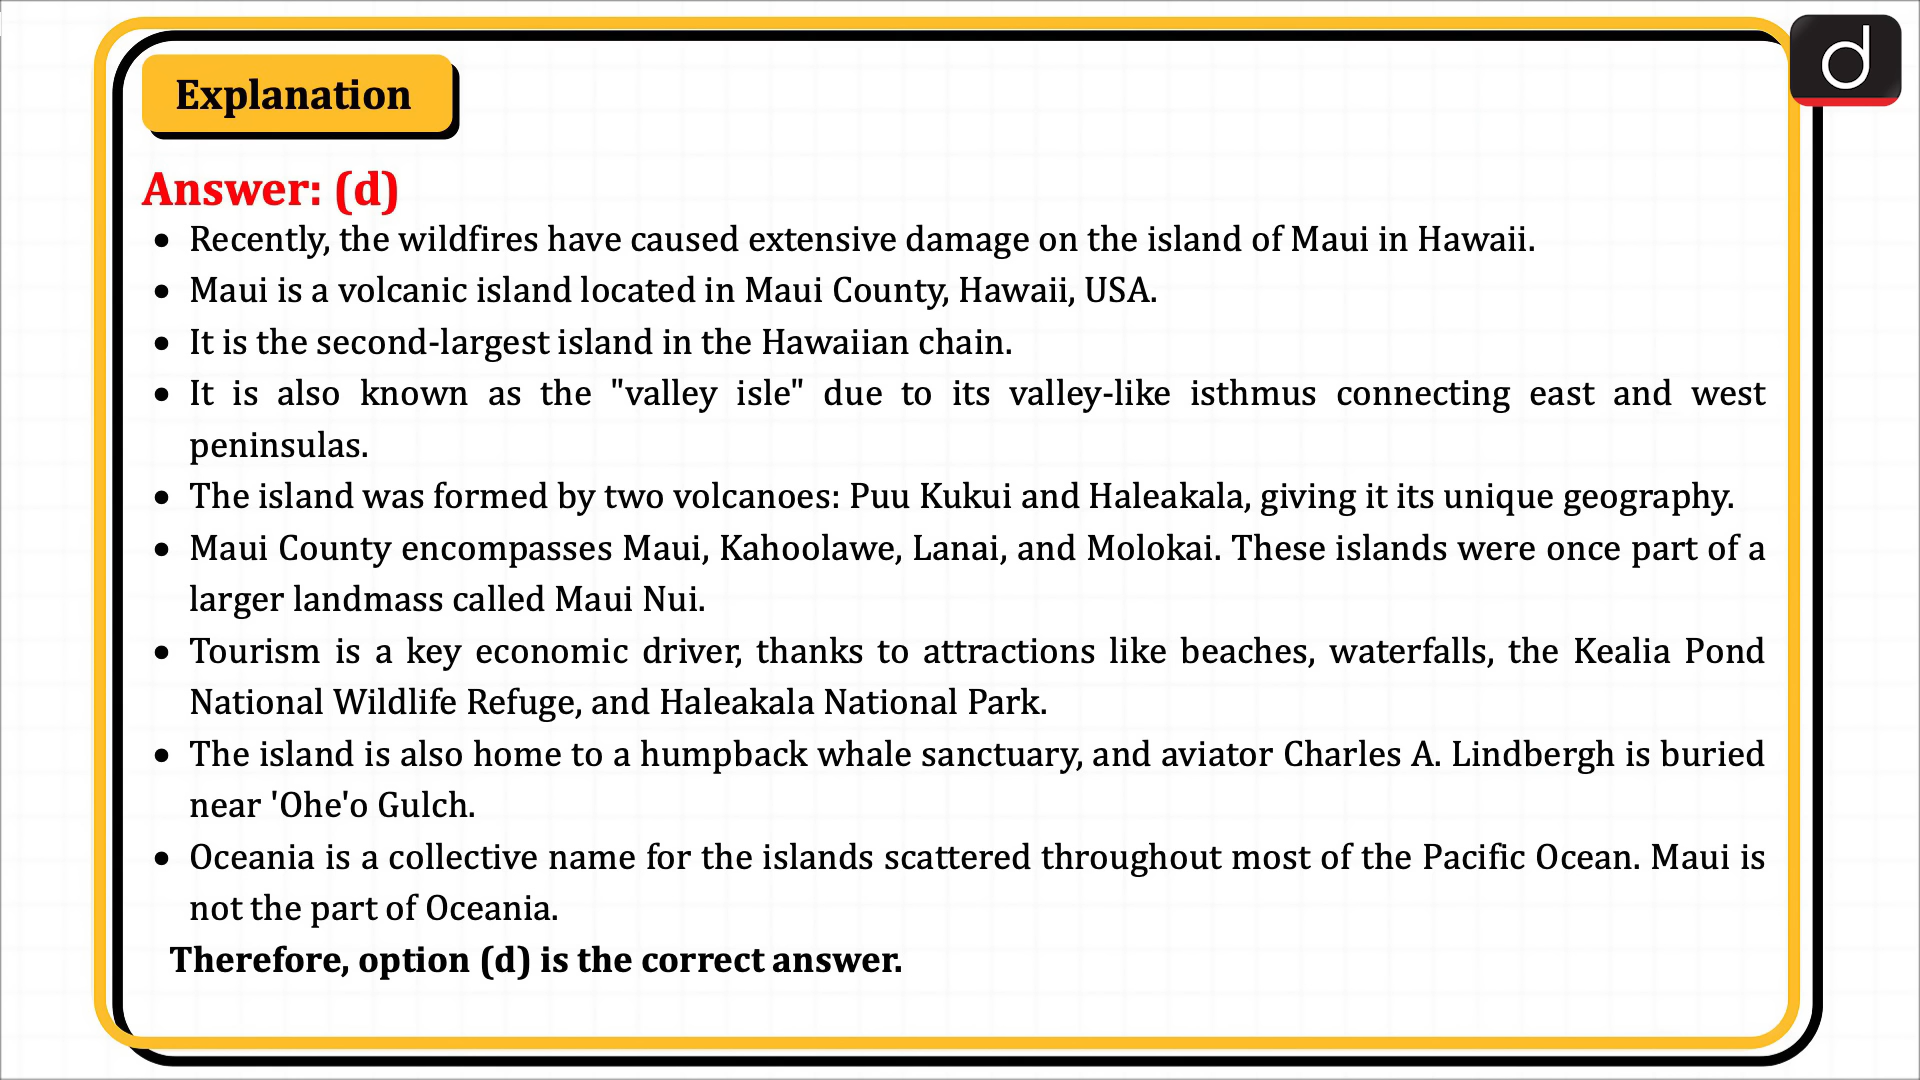 d
Explanation
Answer: (d)
• Recently, the wildfires have caused extensive damage on the island of Maui in Hawaii.
• Maui is a volcanic island located in Maui County, Hawaii, USA.
• It is the second-largest island in the Hawaiian chain.
• It is also known as the "valley isle" due to its valley-like isthmus connecting east and west
peninsulas.
• The island was formed by two volcanoes: Puu Kukui and Haleakala, giving it its unique geography.
• Maui County encompasses Maui, Kahoolawe, Lanai, and Molokai. These islands were once part of a
larger landmass called Maui Nui.
• Tourism is a key economic driver, thanks to attractions like beaches, waterfalls, the Kealia Pond
National Wildlife Refuge, and Haleakala National Park.
• The island is also home to a humpback whale sanctuary, and aviator Charles A. Lindbergh is buried
near 'Ohe'o Gulch.
• Oceania is a collective name for the islands scattered throughout most of the Pacific Ocean. Maui is
not the part of Oceania.
Therefore, option (d) is the correct answer.